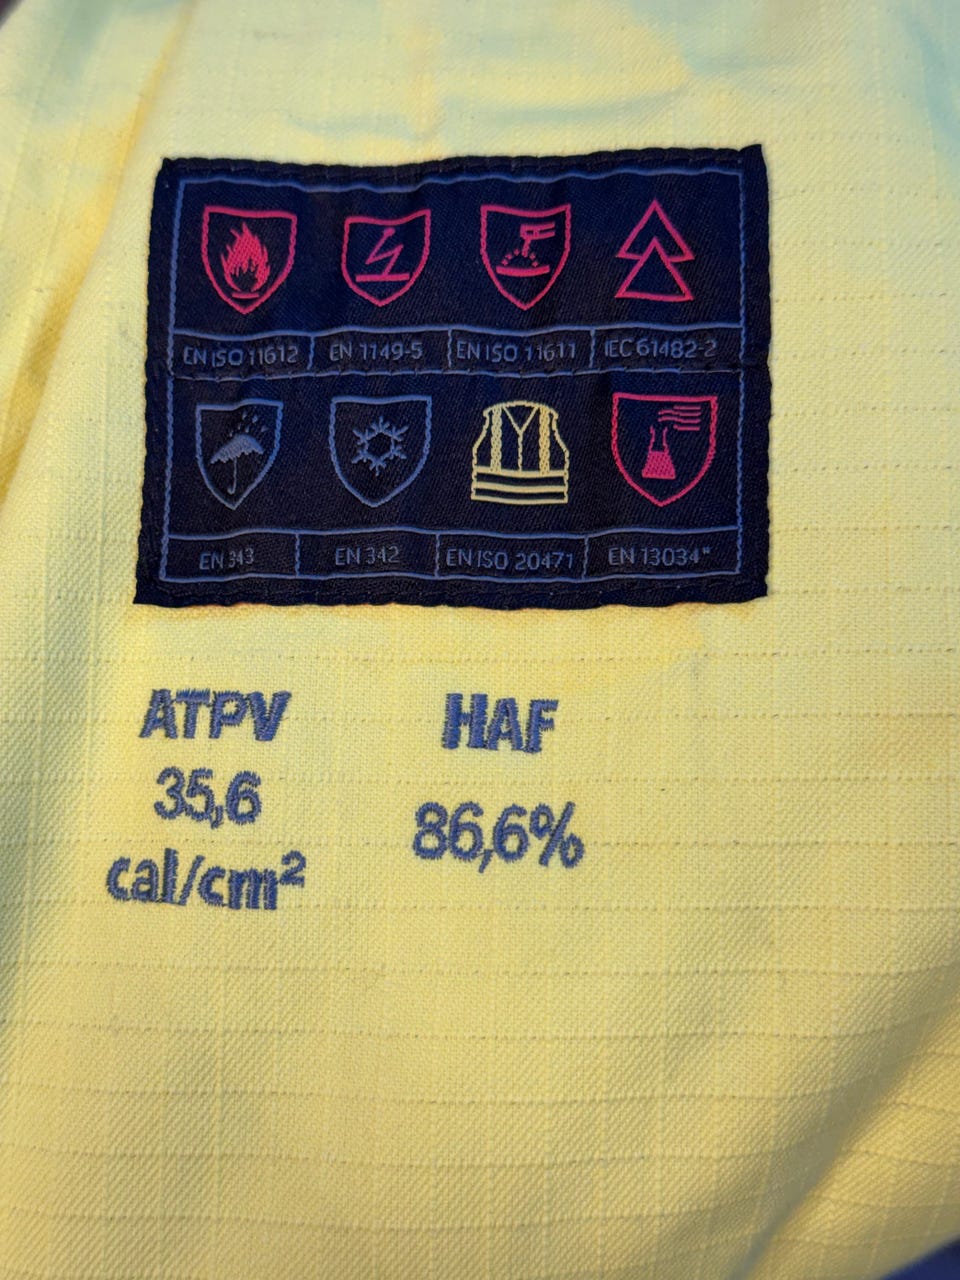 EN ISO 11612 EN 1149-5 EN ISO 11611 IEC 61482-2
EN 343 EN 342 EN ISO 20471 EN 13034*
ATPV HAF
35,6 86,6%
cal/cm²